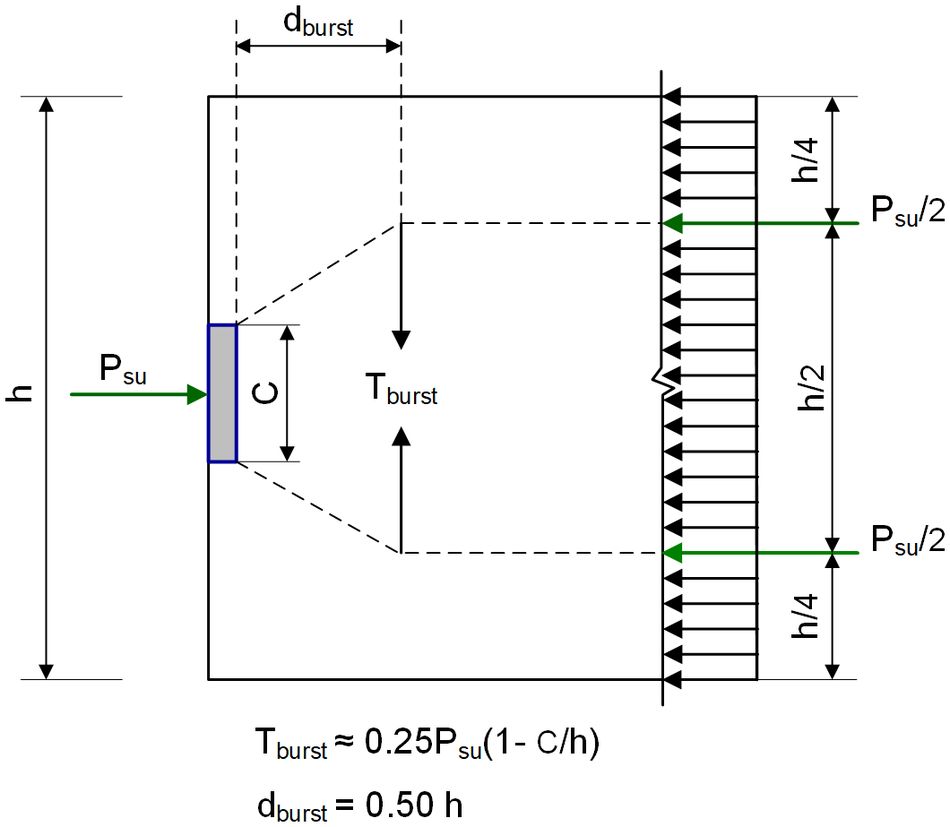 d_burst
h/4
P_su/2
P_su
h
C
T_burst
h/2
P_su/2
h/4
T_burst ≈ 0.25P_su(1- C/h)
d_burst = 0.50 h